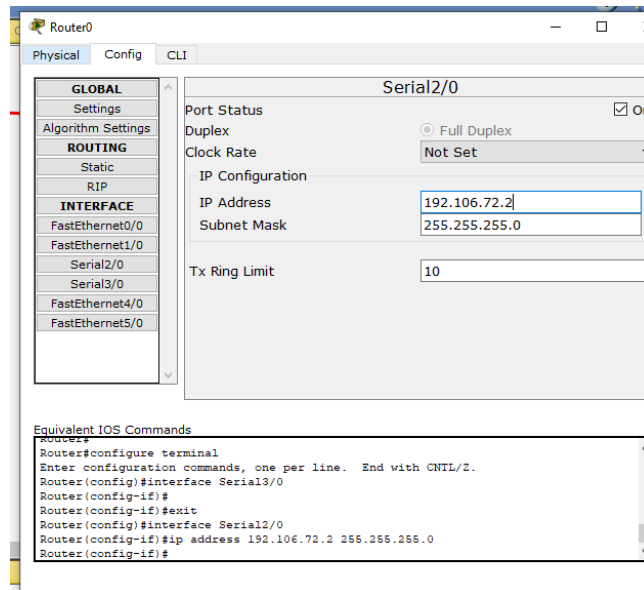 Router0
Physical Config CLI
GLOBAL
Settings
Algorithm Settings
ROUTING
Static
RIP
INTERFACE
FastEthernet0/0
FastEthernet1/0
Serial2/0
Serial3/0
FastEthernet4/0
FastEthernet5/0
Serial2/0
Port Status
Duplex Full Duplex
Clock Rate Not Set
IP Configuration
IP Address 192.106.72.2
Subnet Mask 255.255.255.0
Tx Ring Limit 10
Equivalent IOS Commands
Router#
Router#configure terminal
Enter configuration commands, one per line. End with CNTL/Z.
Router(config)#interface Serial3/0
Router(config-if)#
Router(config-if)#exit
Router(config)#interface Serial2/0
Router(config-if)#ip address 192.106.72.2 255.255.255.0
Router(config-if)#